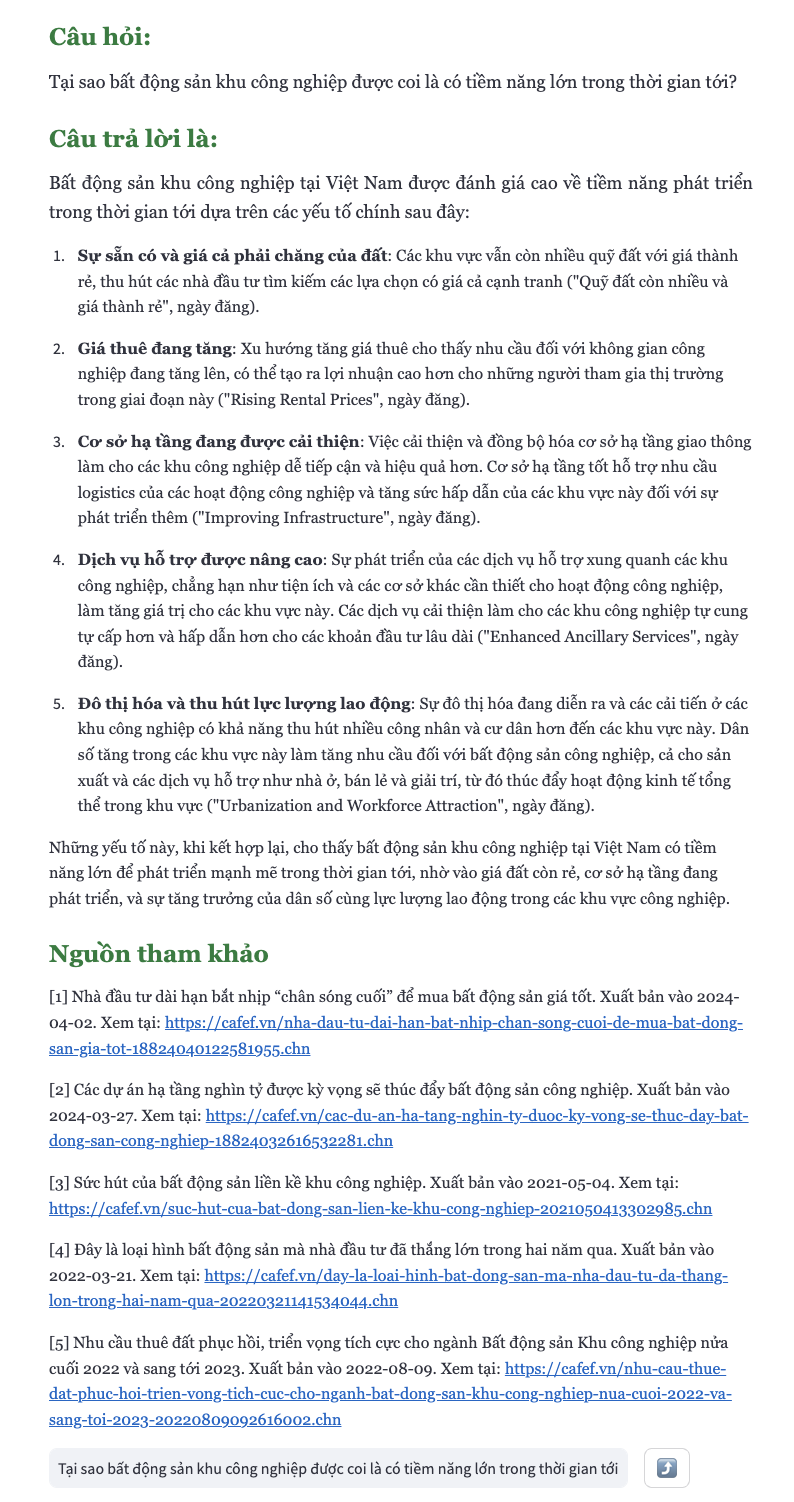 Câu hỏi:
Tại sao bất động sản khu công nghiệp được coi là có tiềm năng lớn trong thời gian tới?
Câu trả lời là:
Bất động sản khu công nghiệp tại Việt Nam được đánh giá cao về tiềm năng phát triển
trong thời gian tới dựa trên các yếu tố chính sau đây:
1. Sự sẵn có và giá cả phải chăng của đất: Các khu vực vẫn còn nhiều quỹ đất với giá thành
rẻ, thu hút các nhà đầu tư tìm kiếm các lựa chọn có giá cả cạnh tranh ("Quỹ đất còn nhiều và
giá thành rẻ", ngày đăng).
2. Giá thuê đang tăng: Xu hướng tăng giá thuê cho thấy nhu cầu đối với không gian công
nghiệp đang tăng lên, có thể tạo ra lợi nhuận cao hơn cho những người tham gia thị trường
trong giai đoạn này ("Rising Rental Prices", ngày đăng).
3. Cơ sở hạ tầng đang được cải thiện: Việc cải thiện và đồng bộ hóa cơ sở hạ tầng giao thông
làm cho các khu công nghiệp dễ tiếp cận và hiệu quả hơn. Cơ sở hạ tầng tốt hỗ trợ nhu cầu
logistics của các hoạt động công nghiệp và tăng sức hấp dẫn của các khu vực này đối với sự
phát triển thêm ("Improving Infrastructure", ngày đăng).
4. Dịch vụ hỗ trợ được nâng cao: Sự phát triển của các dịch vụ hỗ trợ xung quanh các khu
công nghiệp, chẳng hạn như tiện ích và các cơ sở khác cần thiết cho hoạt động công nghiệp,
làm tăng giá trị cho các khu vực này. Các dịch vụ cải thiện làm cho các khu công nghiệp tự cung
tự cấp hơn và hấp dẫn hơn cho các khoản đầu tư lâu dài ("Enhanced Ancillary Services", ngày
đăng).
5. Đô thị hóa và thu hút lực lượng lao động: Sự đô thị hóa đang diễn ra và các cải tiến ở các
khu công nghiệp có khả năng thu hút nhiều công nhân và cư dân hơn đến các khu vực này. Dân
số tăng trong các khu vực này làm tăng nhu cầu đối với bất động sản công nghiệp, cả cho sản
xuất và các dịch vụ hỗ trợ như nhà ở, bán lẻ và giải trí, từ đó thúc đẩy hoạt động kinh tế tổng
thể trong khu vực ("Urbanization and Workforce Attraction", ngày đăng).
Những yếu tố này, khi kết hợp lại, cho thấy bất động sản khu công nghiệp tại Việt Nam có tiềm
năng lớn để phát triển mạnh mẽ trong thời gian tới, nhờ vào giá đất còn rẻ, cơ sở hạ tầng đang
phát triển, và sự tăng trưởng của dân số cùng lực lượng lao động trong các khu vực công nghiệp.
Nguồn tham khảo
[1] Nhà đầu tư dài hạn bắt nhịp “chân sóng cuối” để mua bất động sản giá tốt. Xuất bản vào 2024-
04-02. Xem tại: https://cafef.vn/nha-dau-tu-dai-han-bat-nhip-chan-song-cuoi-de-mua-bat-dong-
san-gia-tot-18824040122581955.chn
[2] Các dự án hạ tầng nghìn tỷ được kỳ vọng sẽ thúc đẩy bất động sản công nghiệp. Xuất bản vào
2024-03-27. Xem tại: https://cafef.vn/cac-du-an-ha-tang-nghin-ty-duoc-ky-vong-se-thuc-day-bat-
dong-san-cong-nghiep-18824032616532281.chn
[3] Sức hút của bất động sản liền kề khu công nghiệp. Xuất bản vào 2021-05-04. Xem tại:
https://cafef.vn/suc-hut-cua-bat-dong-san-lien-ke-khu-cong-nghiep-2021050413302985.chn
[4] Đây là loại hình bất động sản mà nhà đầu tư đã thắng lớn trong hai năm qua. Xuất bản vào
2022-03-21. Xem tại: https://cafef.vn/day-la-loai-hinh-bat-dong-san-ma-nha-dau-tu-da-thang-
lon-trong-hai-nam-qua-20220321141534044.chn
[5] Nhu cầu thuê đất phục hồi, triển vọng tích cực cho ngành Bất động sản Khu công nghiệp nửa
cuối 2022 và sang tới 2023. Xuất bản vào 2022-08-09. Xem tại: https://cafef.vn/nhu-cau-thue-
dat-phuc-hoi-trien-vong-tich-cuc-cho-nganh-bat-dong-san-khu-cong-nghiep-nua-cuoi-2022-va-
sang-toi-2023-20220809092616002.chn
Tại sao bất động sản khu công nghiệp được coi là có tiềm năng lớn trong thời gian tới